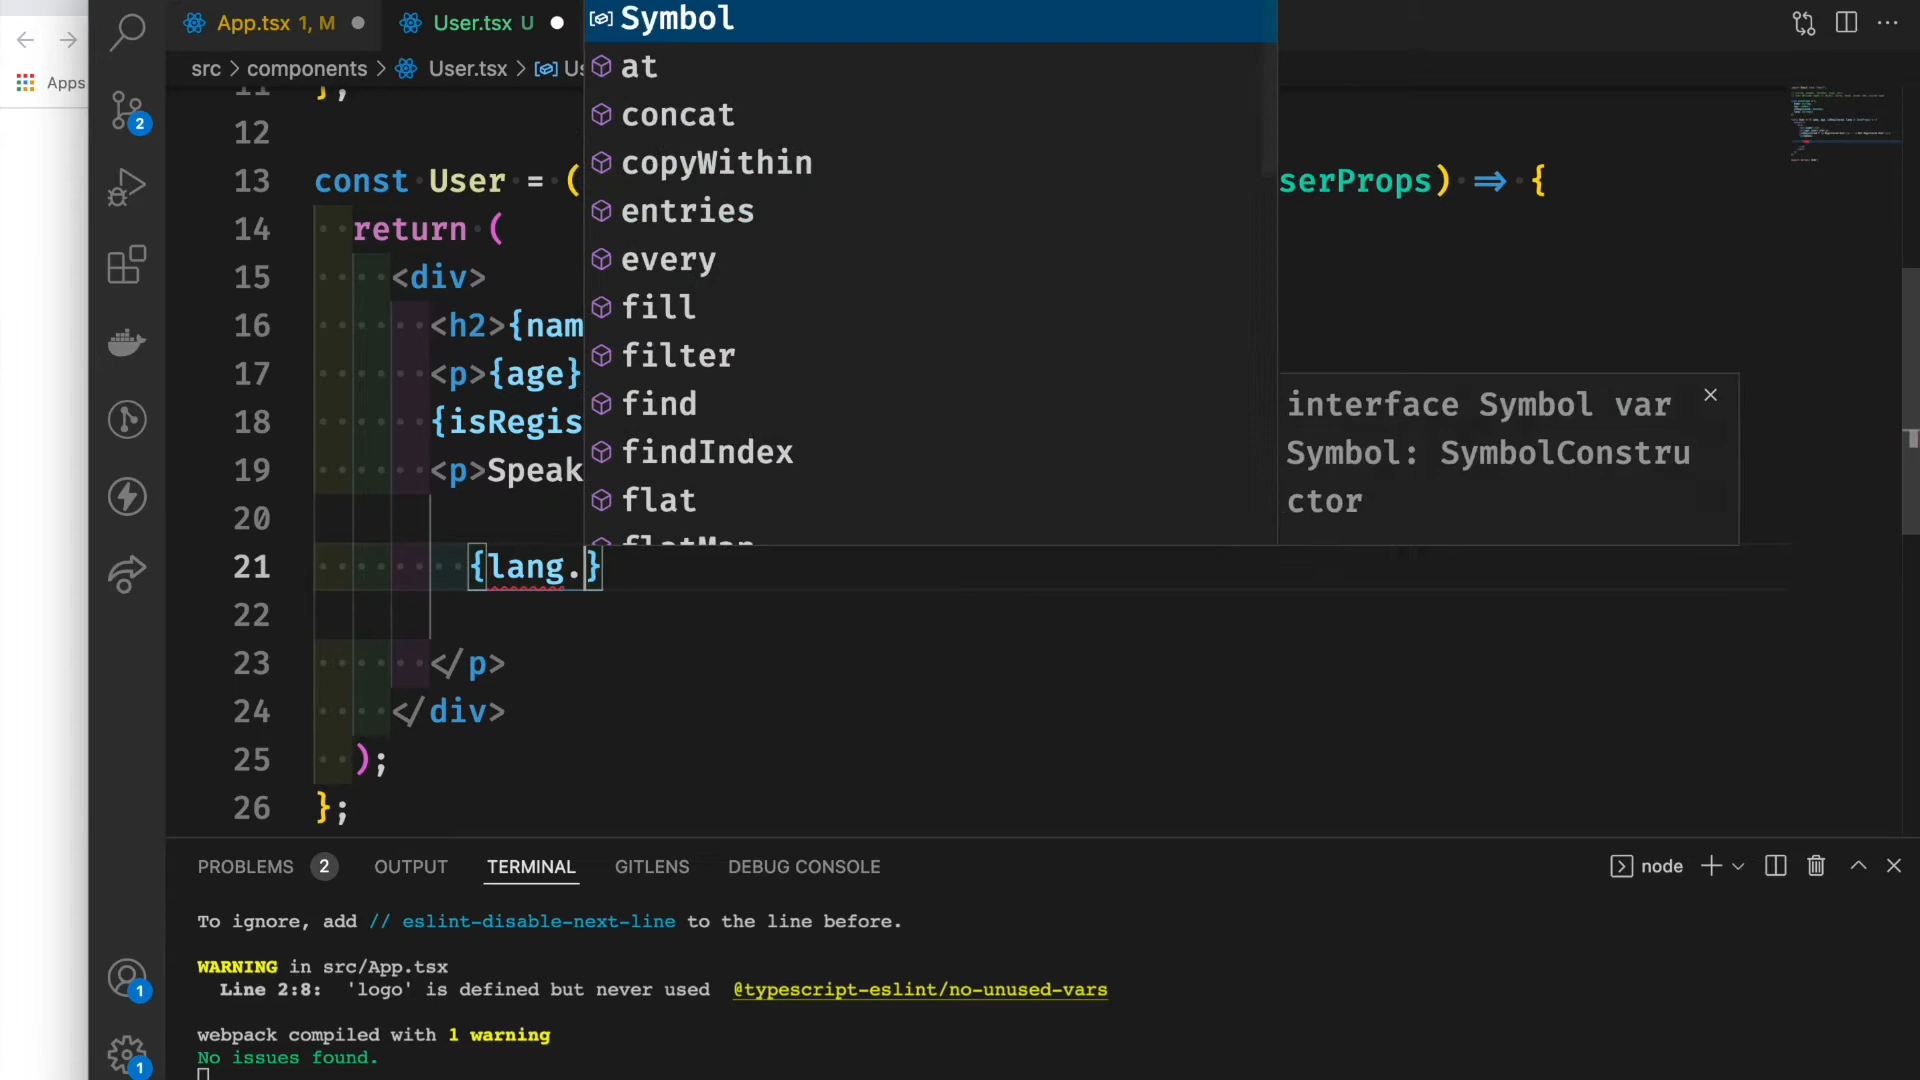 App.tsx 1, M
User.tsx U
Apps
src > components > User.tsx > Us
2
11 };
12
13 const User = (
serProps) => {
14 return (
15 <div>
16 <h2>{nam
17 <p>{age}
18 {isRegis
19 <p>Speak
20
21 {lang.}
22
23 </p>
24 </div>
25 );
26 };
Symbol
at
concat
copyWithin
entries
every
fill
filter
find
findIndex
flat
flatMap
interface Symbol var
Symbol: SymbolConstru
ctor
PROBLEMS 2 OUTPUT TERMINAL GITLENS DEBUG CONSOLE
node
To ignore, add // eslint-disable-next-line to the line before.
WARNING in src/App.tsx
Line 2:8: 'logo' is defined but never used @typescript-eslint/no-unused-vars
webpack compiled with 1 warning
No issues found.
1
1